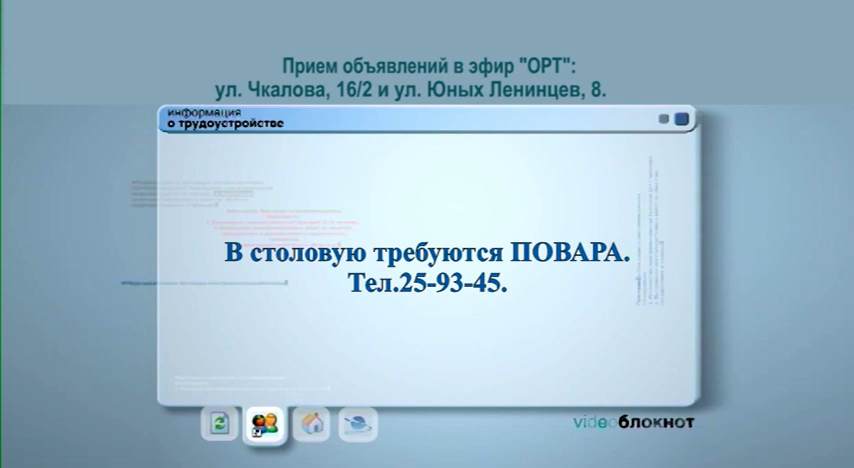 Прием объявлений в эфир "ОРТ":
ул. Чкалова, 16/2 и ул. Юных Ленинцев, 8.
информация
о трудоустройстве
В столовую требуются ПОВАРА.
Тел.25-93-45.
videoблокнот